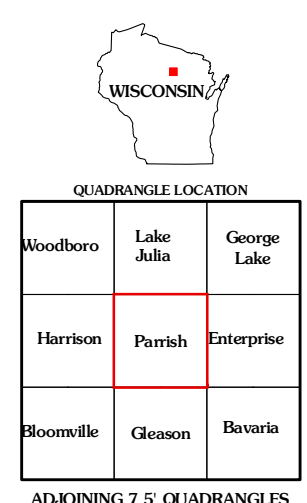 WISCONSIN
QUADRANGLE LOCATION
Woodboro
Lake
Julia
George
Lake
Harrison
Parrish
Enterprise
Bloomville
Gleason
Bavaria
ADJOINING 7.5' QUADRANGLES